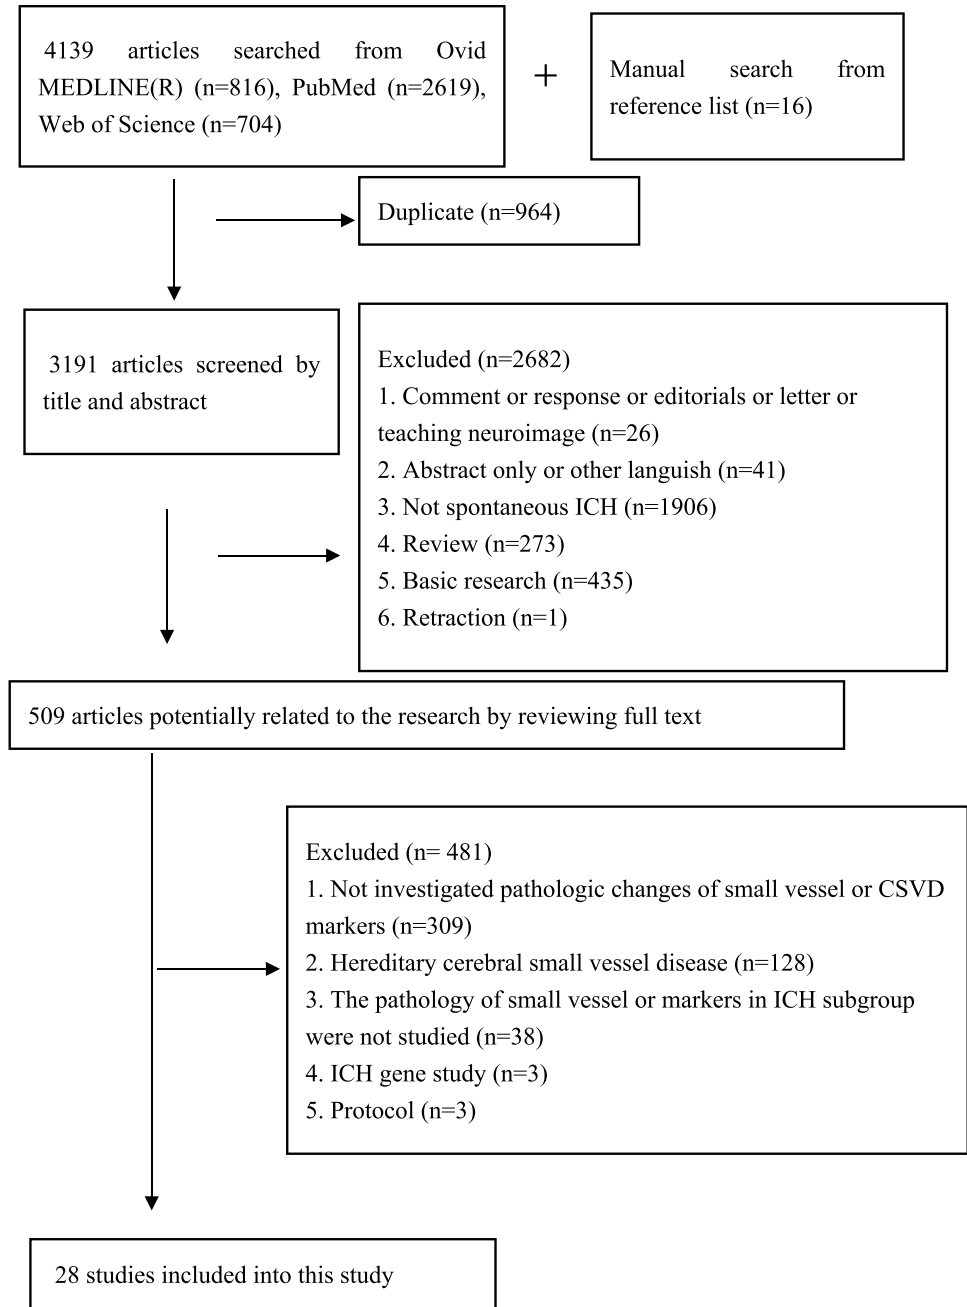 4139 articles searched from Ovid
MEDLINE(R) (n=816), PubMed (n=2619),
Web of Science (n=704)
+
Manual search from
reference list (n=16)
Duplicate (n=964)
3191 articles screened by
title and abstract
Excluded (n=2682)
1. Comment or response or editorials or letter or
teaching neuroimage (n=26)
2. Abstract only or other languish (n=41)
3. Not spontaneous ICH (n=1906)
4. Review (n=273)
5. Basic research (n=435)
6. Retraction (n=1)
509 articles potentially related to the research by reviewing full text
Excluded (n= 481)
1. Not investigated pathologic changes of small vessel or CSVD
markers (n=309)
2. Hereditary cerebral small vessel disease (n=128)
3. The pathology of small vessel or markers in ICH subgroup
were not studied (n=38)
4. ICH gene study (n=3)
5. Protocol (n=3)
28 studies included into this study